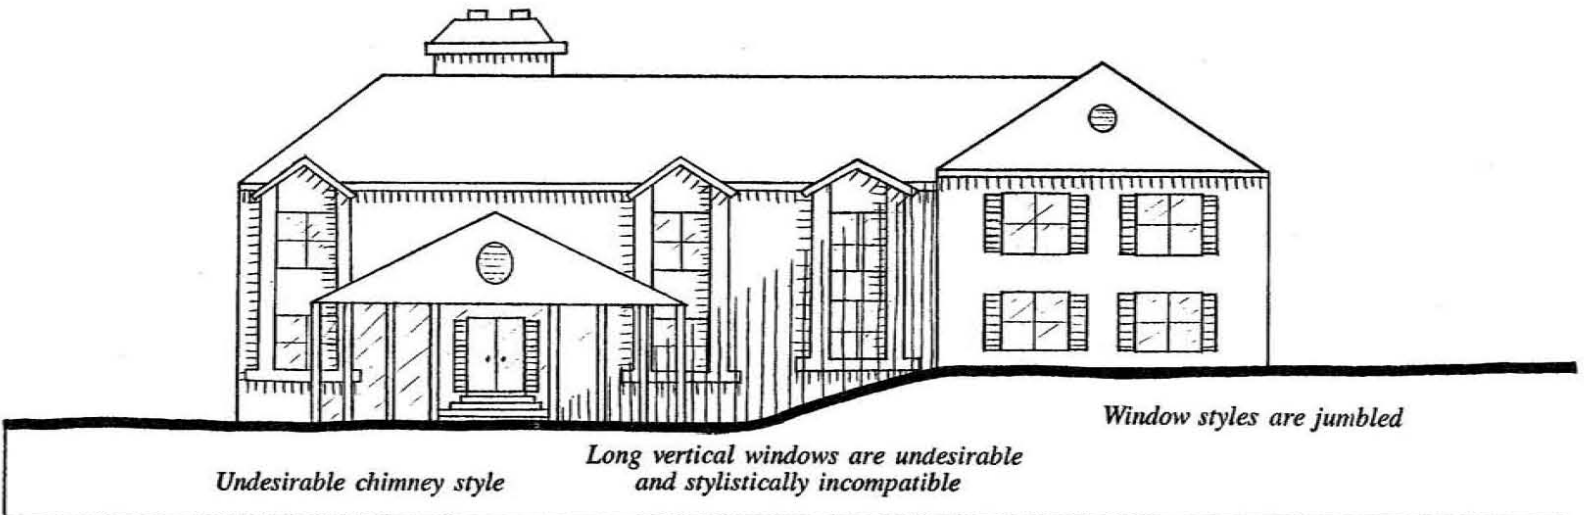 Window styles are jumbled
Long vertical windows are undesirable
and stylistically incompatible
Undesirable chimney style